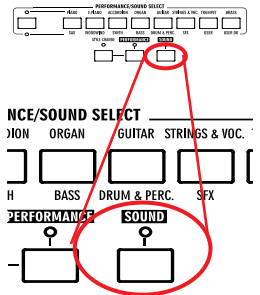 PERFORMANCE/SOUND SELECT
PIANO E.PIANO ACCORDION ORGAN GUITAR STRINGS & VOC. TRUMPET BRASS
SAX WOODWIND SYNTH BASS DRUM & PERC. SFX USER USER DK
STYLE CHANGE PERFORMANCE SOUND
NCE/SOUND SELECT
DION ORGAN GUITAR STRINGS & VOC. T
H BASS DRUM & PERC. SFX
PERFORMANCE SOUND